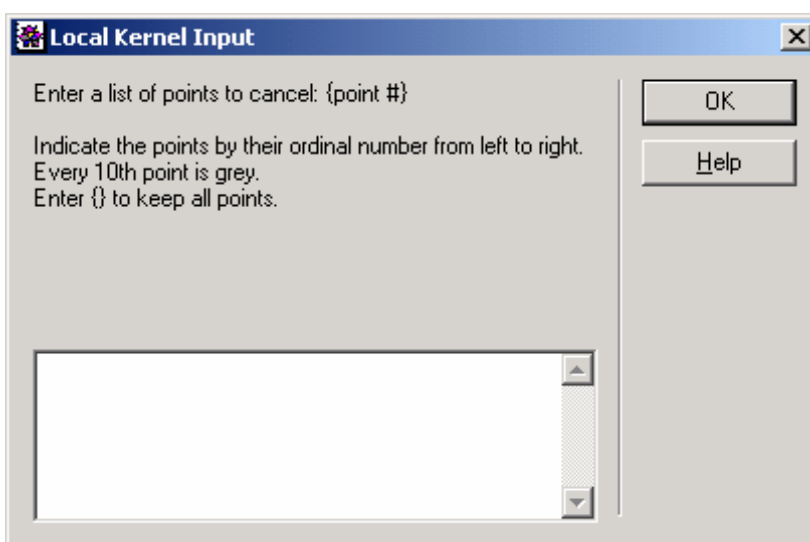 Local Kernel Input
Enter a list of points to cancel: {point #}
Indicate the points by their ordinal number from left to right.
Every 10th point is grey.
Enter {} to keep all points.
OK
Help